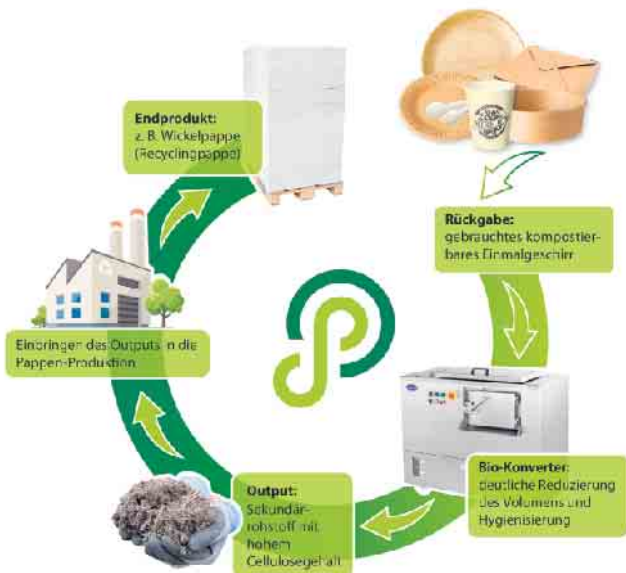 Endprodukt:
z. B. Wickelpappe
(Recyclingpappe)
Rückgabe:
gebrauchtes kompostier-
bares Einmalgeschirr
Einbringen des Outputs in die
Pappen-Produktion
Bio-Konverter:
deutliche Reduzierung
des Volumens und
Hygienisierung
Output:
Sekundär-
rohstoff mit
hohem
Cellulosegehalt